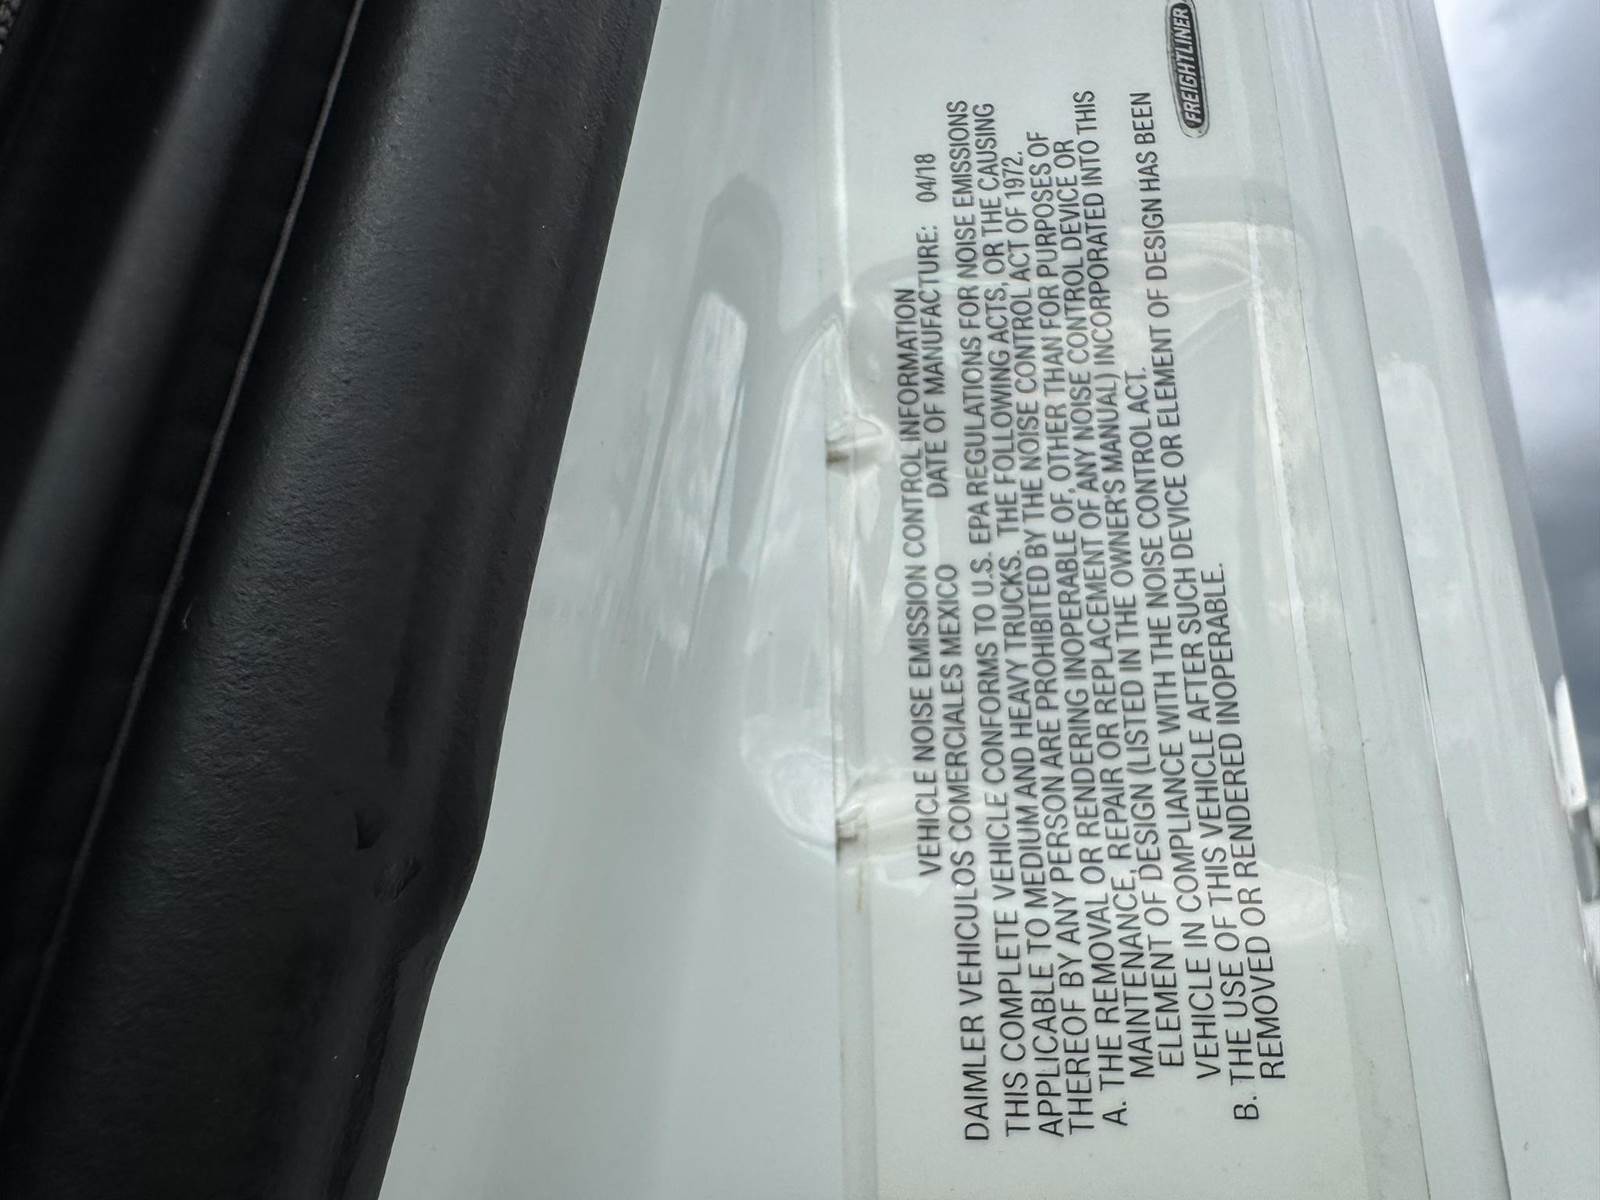 VEHICLE NOISE EMISSION CONTROL INFORMATION
DAIMLER VEHICULOS COMERCIALES MEXICO DATE OF MANUFACTURE: 04/18
THIS COMPLETE VEHICLE CONFORMS TO U.S. EPA REGULATIONS FOR NOISE EMISSIONS
APPLICABLE TO MEDIUM AND HEAVY TRUCKS. THE FOLLOWING ACTS, OR THE CAUSING
THEREOF BY ANY PERSON ARE PROHIBITED BY THE NOISE CONTROL ACT OF 1972.
A. THE REMOVAL OR RENDERING INOPERABLE OF, OTHER THAN FOR PURPOSES OF
MAINTENANCE, REPAIR OR REPLACEMENT OF ANY NOISE CONTROL DEVICE OR
ELEMENT OF DESIGN (LISTED IN THE OWNER'S MANUAL) INCORPORATED INTO THIS
VEHICLE IN COMPLIANCE WITH THE NOISE CONTROL ACT.
B. THE USE OF THIS VEHICLE AFTER SUCH DEVICE OR ELEMENT OF DESIGN HAS BEEN
REMOVED OR RENDERED INOPERABLE.
FREIGHTLINER